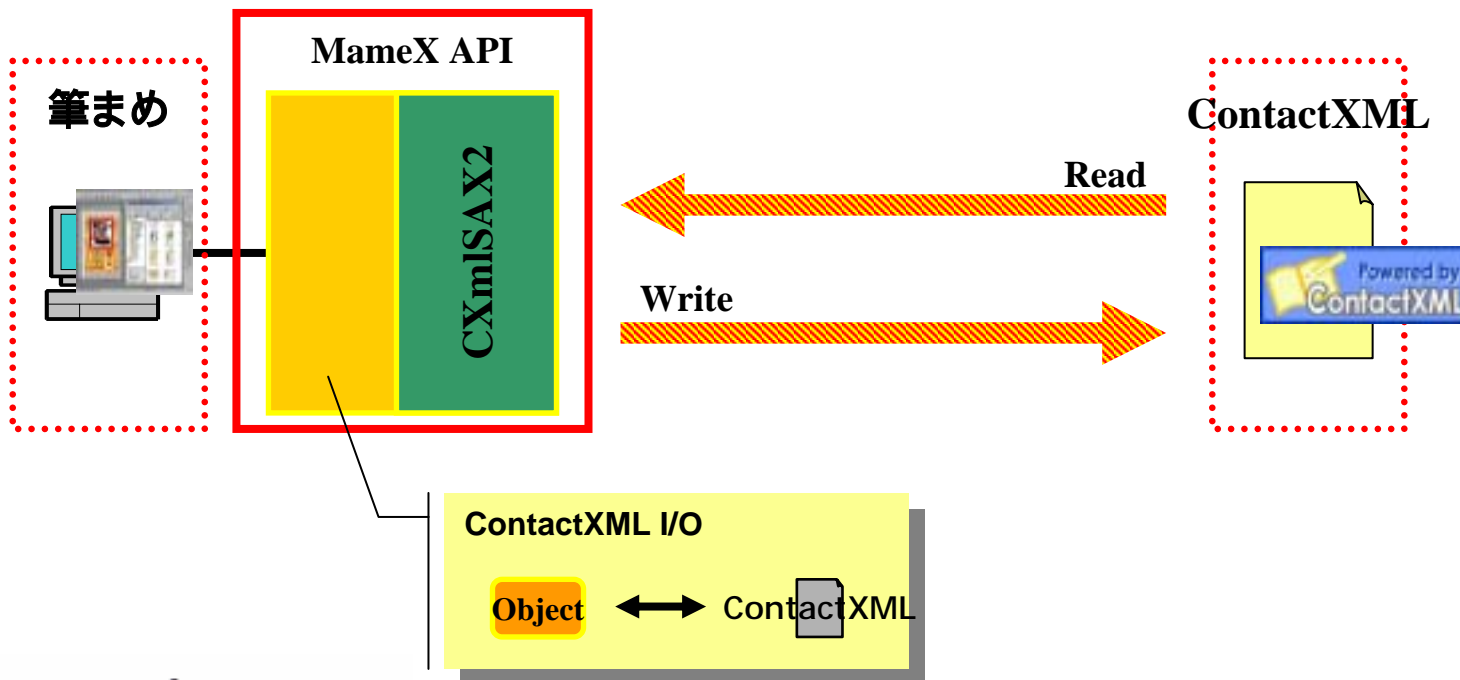 MameX API
筆まめ
ContactXML
CXmlSAX2
Read
Write
Powered by
ContactXML
ContactXML I/O
Object
ContactXML